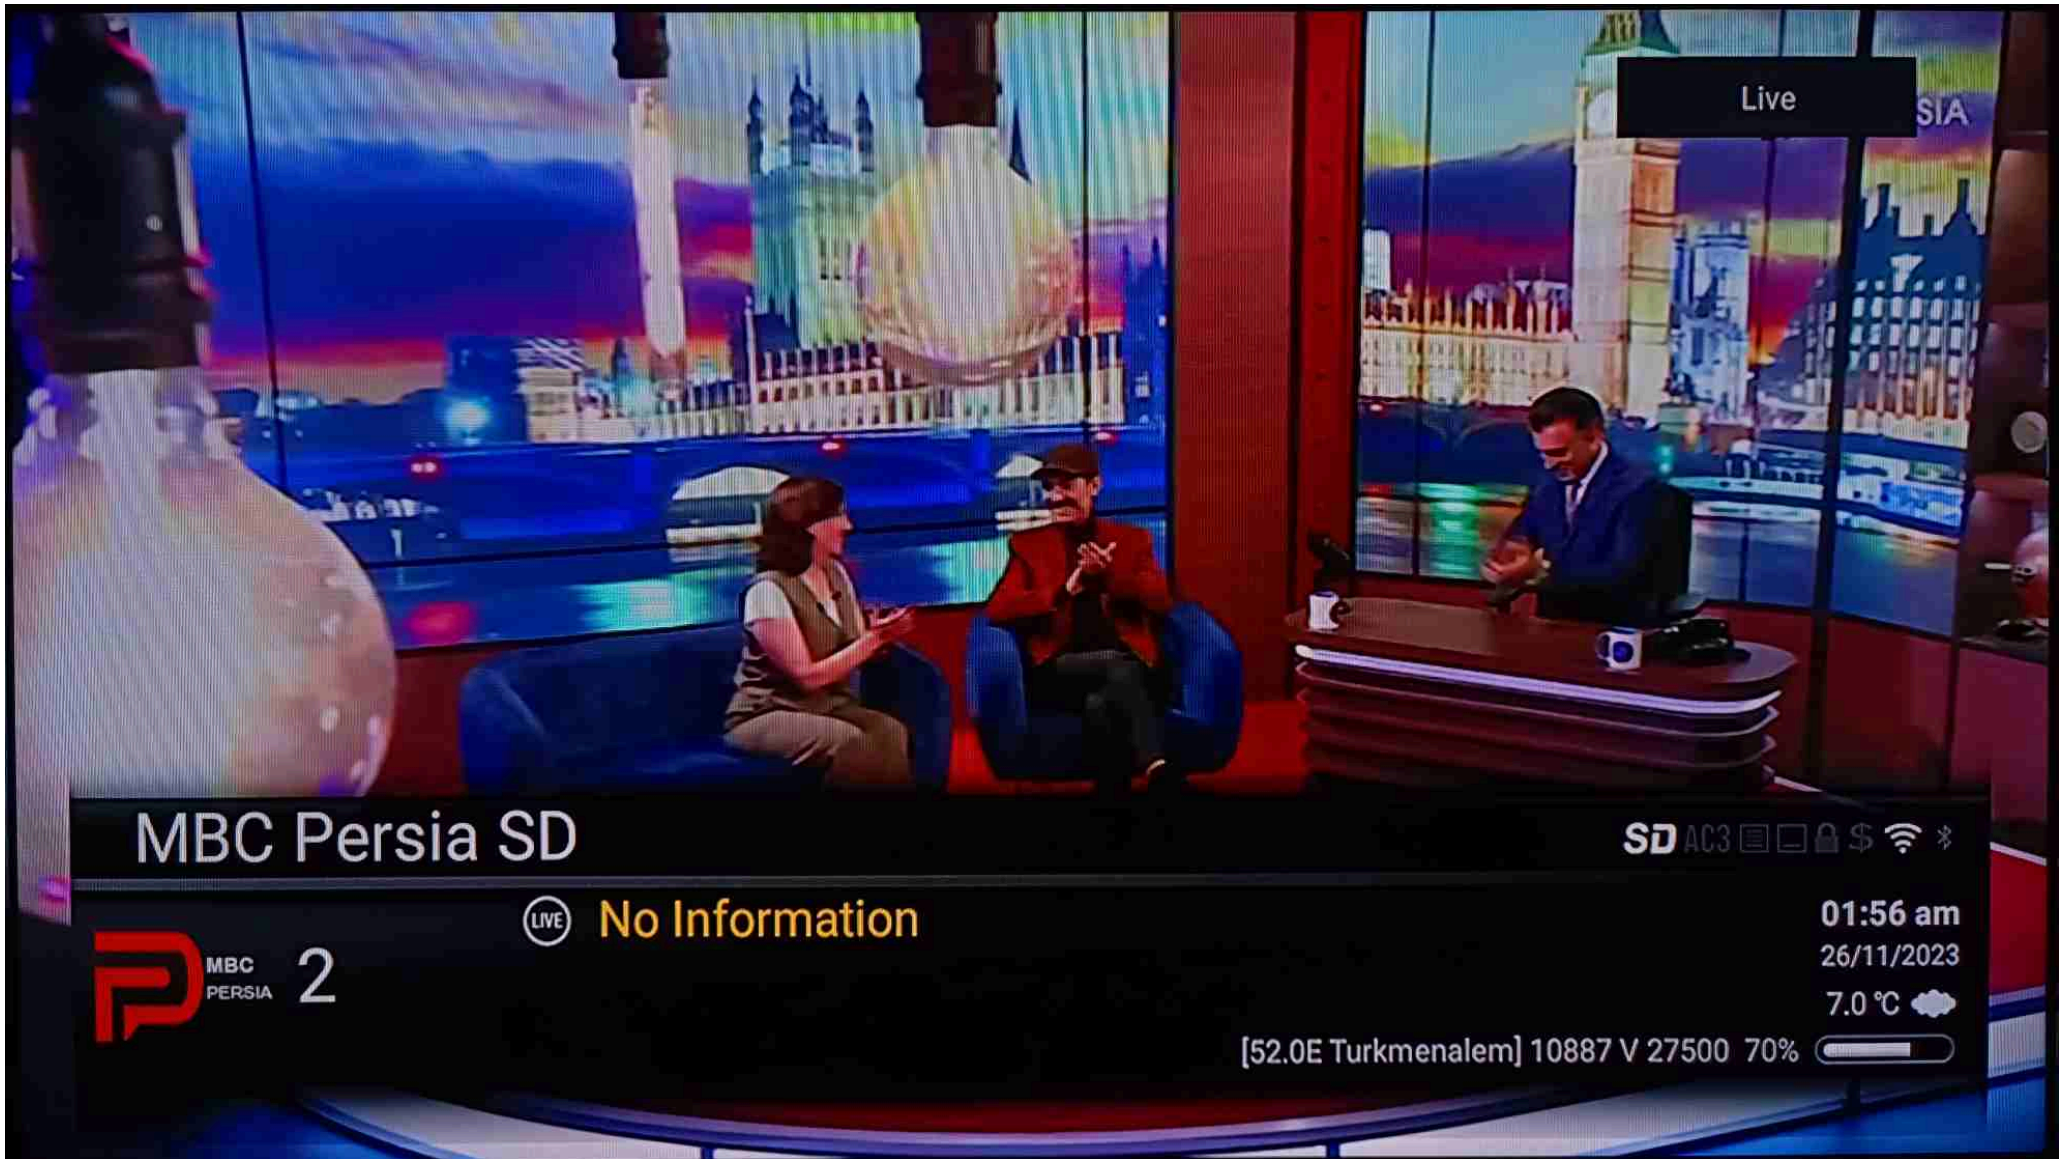 Live
SIA
MBC Persia SD
SD AC3 $
LIVE No Information
01:56 am
26/11/2023
7.0 °C
MBC
PERSIA
2
[52.0E Turkmenalem] 10887 V 27500 70%